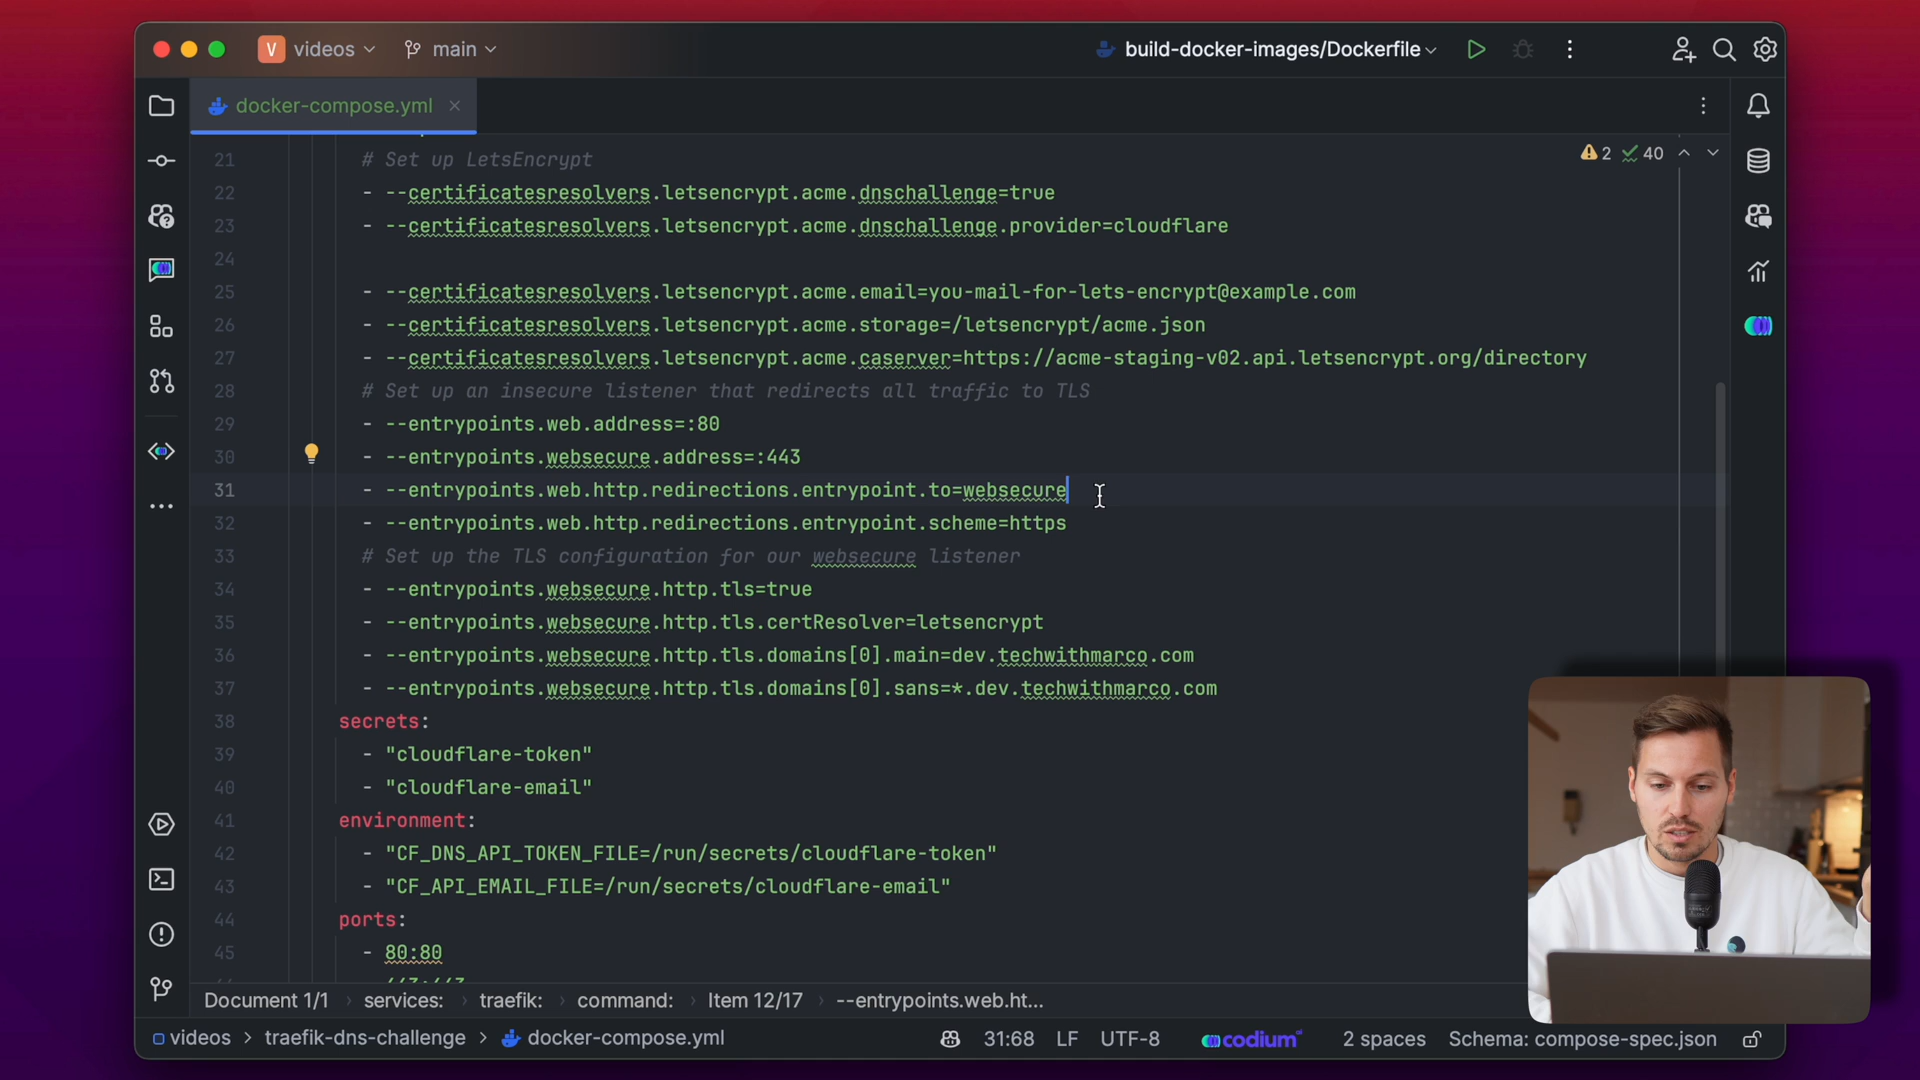 V videos main build-docker-images/Dockerfile
docker-compose.yml
21 # Set up LetsEncrypt 2 40
22 - --certificatesresolvers.letsencrypt.acme.dnschallenge=true
23 - --certificatesresolvers.letsencrypt.acme.dnschallenge.provider=cloudflare
24
25 - --certificatesresolvers.letsencrypt.acme.email=you-mail-for-lets-encrypt@example.com
26 - --certificatesresolvers.letsencrypt.acme.storage=/letsencrypt/acme.json
27 - --certificatesresolvers.letsencrypt.acme.caserver=https://acme-staging-v02.api.letsencrypt.org/directory
28 # Set up an insecure listener that redirects all traffic to TLS
29 - --entrypoints.web.address=:80
30 - --entrypoints.websecure.address=:443
31 - --entrypoints.web.http.redirections.entrypoint.to=websecure
32 - --entrypoints.web.http.redirections.entrypoint.scheme=https
33 # Set up the TLS configuration for our websecure listener
34 - --entrypoints.websecure.http.tls=true
35 - --entrypoints.websecure.http.tls.certResolver=letsencrypt
36 - --entrypoints.websecure.http.tls.domains[0].main=dev.techwithmarco.com
37 - --entrypoints.websecure.http.tls.domains[0].sans=*.dev.techwithmarco.com
38 secrets:
39 - "cloudflare-token"
40 - "cloudflare-email"
41 environment:
42 - "CF_DNS_API_TOKEN_FILE=/run/secrets/cloudflare-token"
43 - "CF_API_EMAIL_FILE=/run/secrets/cloudflare-email"
44 ports:
45 - 80:80
Document 1/1 › services: › traefik: › command: › Item 12/17 › --entrypoints.web.ht...
videos › traefik-dns-challenge › docker-compose.yml 31:68 LF UTF-8 codium 2 spaces Schema: compose-spec.json